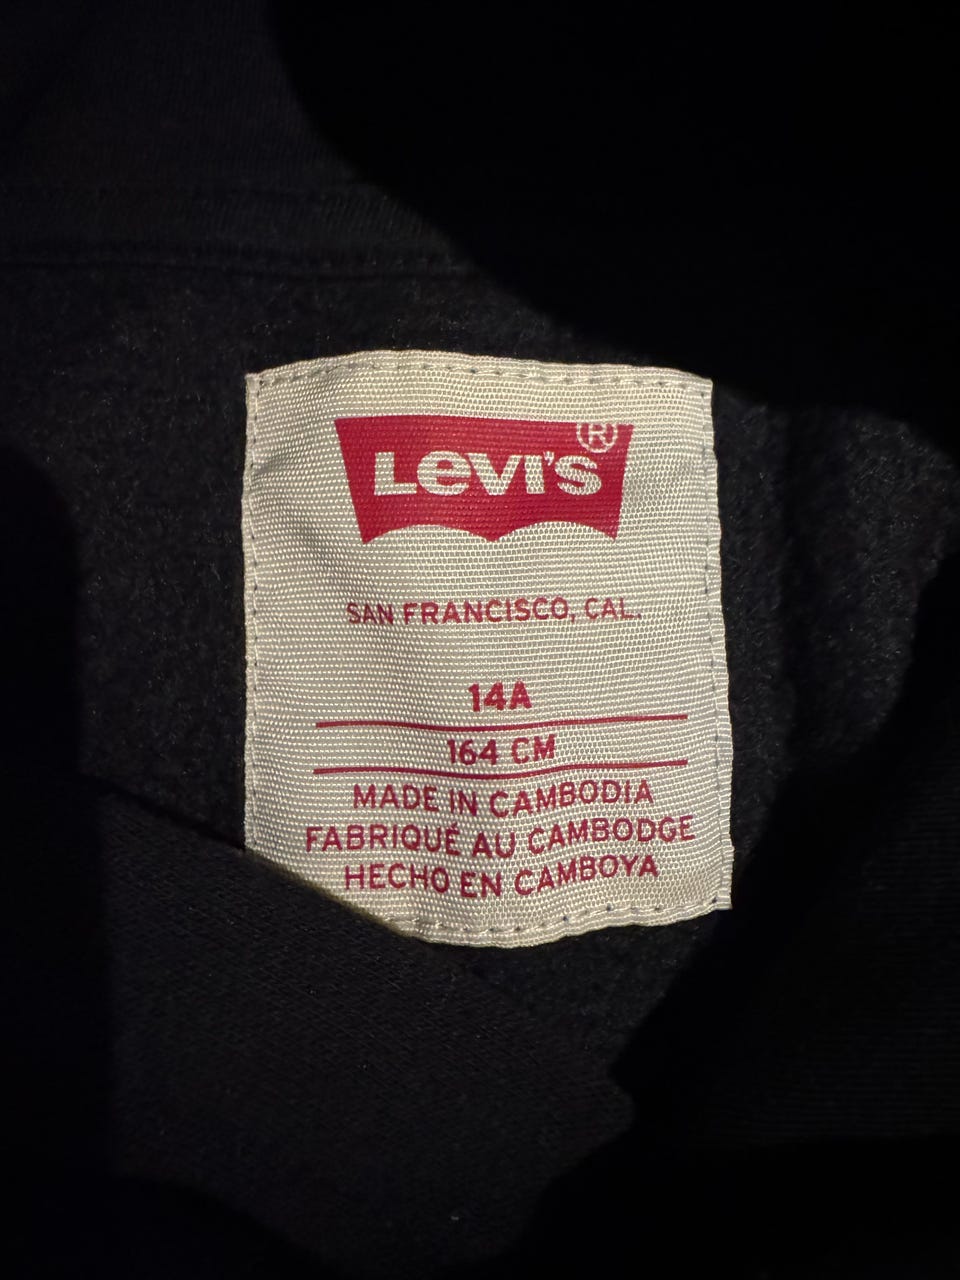 Levi's®
SAN FRANCISCO, CAL.
14A
164 CM
MADE IN CAMBODIA
FABRIQUÉ AU CAMBODGE
HECHO EN CAMBOYA